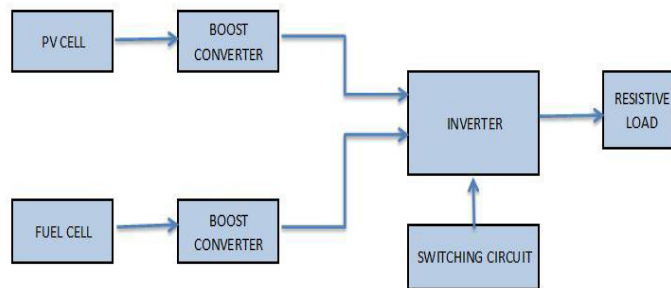 PV CELL
BOOST
CONVERTER
INVERTER
RESISTIVE
LOAD
FUEL CELL
BOOST
CONVERTER
SWITCHING CIRCUIT